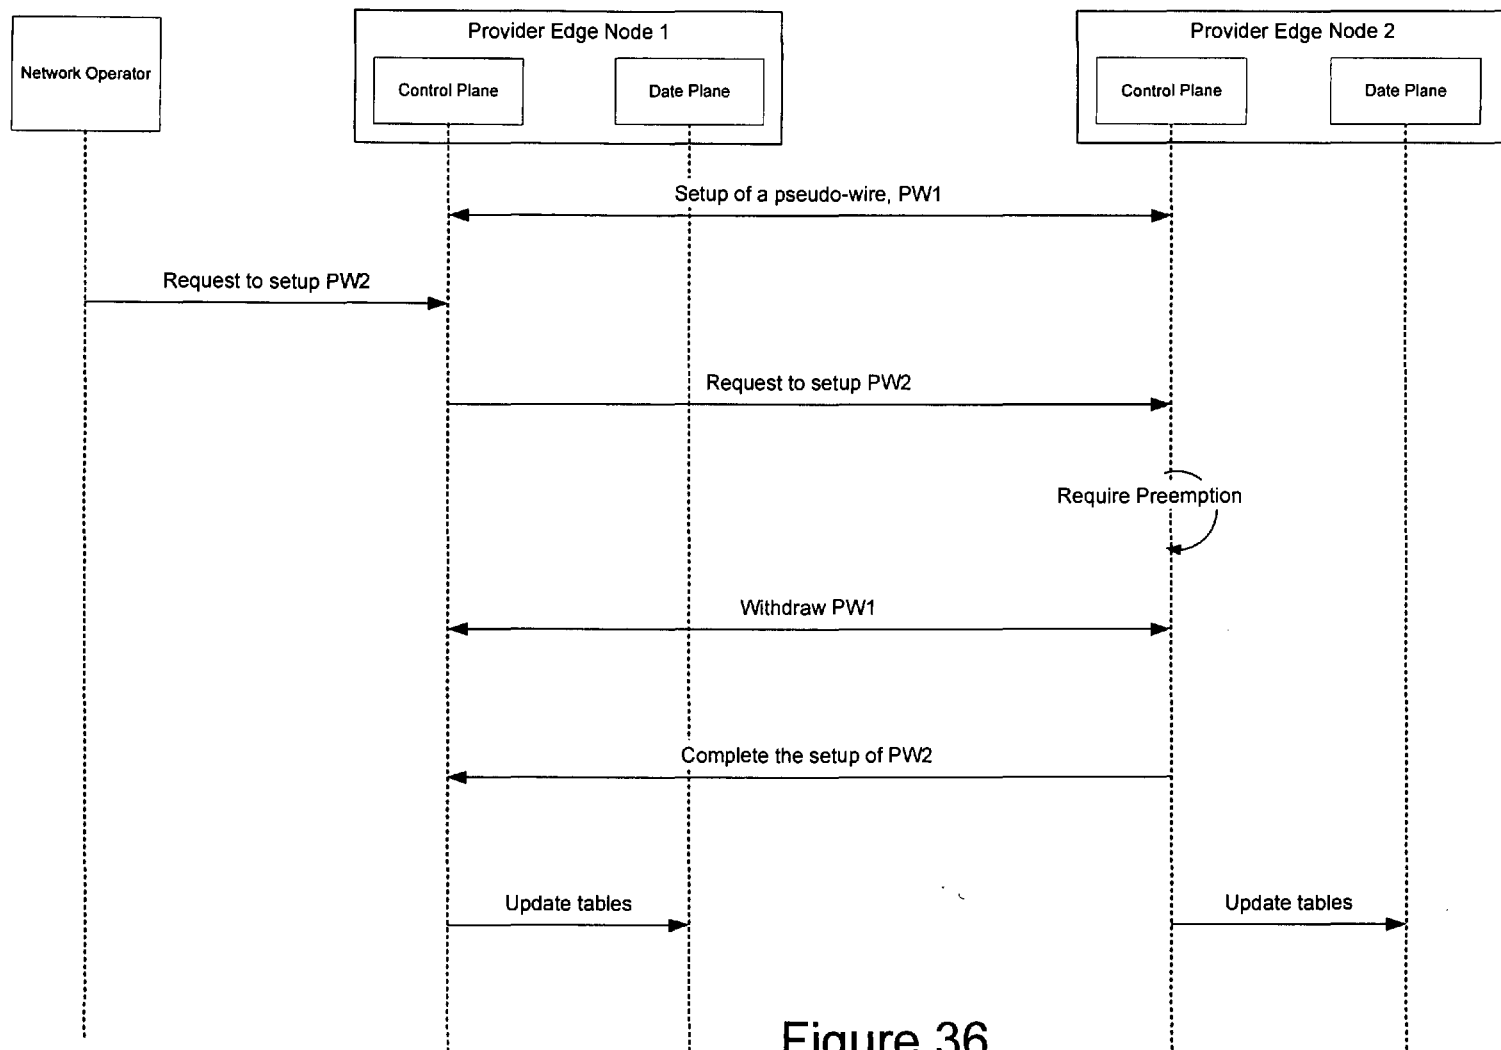 Provider Edge Node 1
Provider Edge Node 2
Network Operator
Control Plane
Date Plane
Control Plane
Date Plane
Setup of a pseudo-wire, PW1
Request to setup PW2
Request to setup PW2
Require Preemption
Withdraw PW1
Complete the setup of PW2
Update tables
Update tables
Figure 36